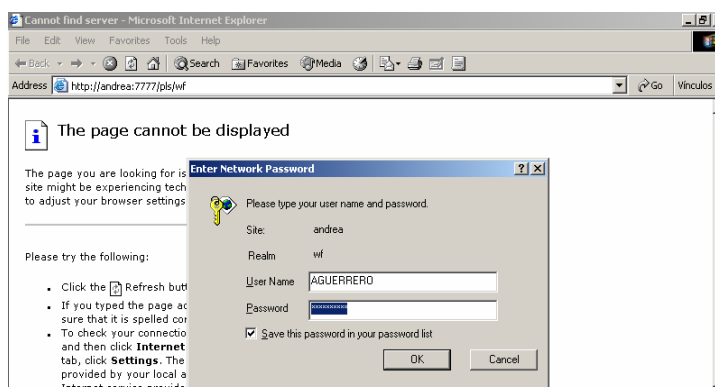 Cannot find server - Microsoft Internet Explorer
File Edit View Favorites Tools Help
Back Search Favorites Media
Address http://andrea:7777/pls/wf Go Vínculos
The page cannot be displayed
The page you are looking for is
site might be experiencing tech
to adjust your browser settings
Please try the following:
Click the Refresh butt
If you typed the page ad
sure that it is spelled cor
To check your connectio
and then click Internet
tab, click Settings. The
provided by your local a
Internet service provide
Enter Network Password
Please type your user name and password.
Site: andrea
Realm wf
User Name AGUERRERO
Password xxxxxxxxx
Save this password in your password list
OK Cancel